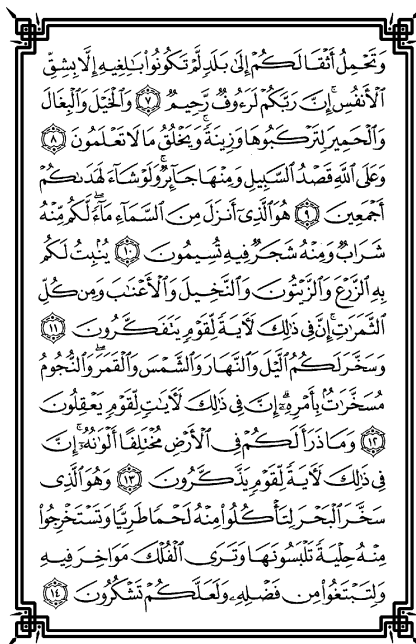 وَتَحْمِلُ أَثْقَالَكُمْ إِلَىٰ بَلَدٍ لَّمْ تَكُونُوا۟ بَٰلِغِيهِ إِلَّا بِشِقِّ
ٱلْأَنفُسِ ۚ إِنَّ رَبَّكُمْ لَرَءُوفٌ رَّحِيمٌ ٧ وَٱلْخَيْلَ وَٱلْبِغَالَ
وَٱلْحَمِيرَ لِتَرْكَبُوهَا وَزِينَةً ۚ وَيَخْلُقُ مَا لَا تَعْلَمُونَ ٨
وَعَلَى ٱللَّهِ قَصْدُ ٱلسَّبِيلِ وَمِنْهَا جَآئِرٌ ۚ وَلَوْ شَآءَ لَهَدَىٰكُمْ
أَجْمَعِينَ ٩ هُوَ ٱلَّذِىٓ أَنزَلَ مِنَ ٱلسَّمَآءِ مَآءً ۖ لَّكُم مِّنْهُ
شَرَابٌ وَمِنْهُ شَجَرٌ فِيهِ تُسِيمُونَ ١٠ يُنۢبِتُ لَكُم
بِهِ ٱلزَّرْعَ وَٱلزَّيْتُونَ وَٱلنَّخِيلَ وَٱلْأَعْنَٰبَ وَمِن كُلِّ
ٱلثَّمَرَٰتِ ۗ إِنَّ فِى ذَٰلِكَ لَءَايَةً لِّقَوْمٍ يَتَفَكَّرُونَ ١١
وَسَخَّرَ لَكُمُ ٱلَّيْلَ وَٱلنَّهَارَ وَٱلشَّمْسَ وَٱلْقَمَرَ ۖ وَٱلنُّجُومُ
مُسَخَّرَٰتٌۢ بِأَمْرِهِۦٓ ۗ إِنَّ فِى ذَٰلِكَ لَءَايَٰتٍ لِّقَوْمٍ يَعْقِلُونَ
١٢ وَمَا ذَرَأَ لَكُمْ فِى ٱلْأَرْضِ مُخْتَلِفًا أَلْوَٰنُهُۥٓ ۗ إِنَّ
فِى ذَٰلِكَ لَءَايَةً لِّقَوْمٍ يَذَّكَّرُونَ ١٣ وَهُوَ ٱلَّذِى
سَخَّرَ ٱلْبَحْرَ لِتَأْكُلُوا۟ مِنْهُ لَحْمًا طَرِيًّا وَتَسْتَخْرِجُوا۟
مِنْهُ حِلْيَةً تَلْبَسُونَهَا وَتَرَى ٱلْفُلْكَ مَوَاخِرَ فِيهِ
وَلِتَبْتَغُوا۟ مِن فَضْلِهِۦ وَلَعَلَّكُمْ تَشْكُرُونَ ١٤